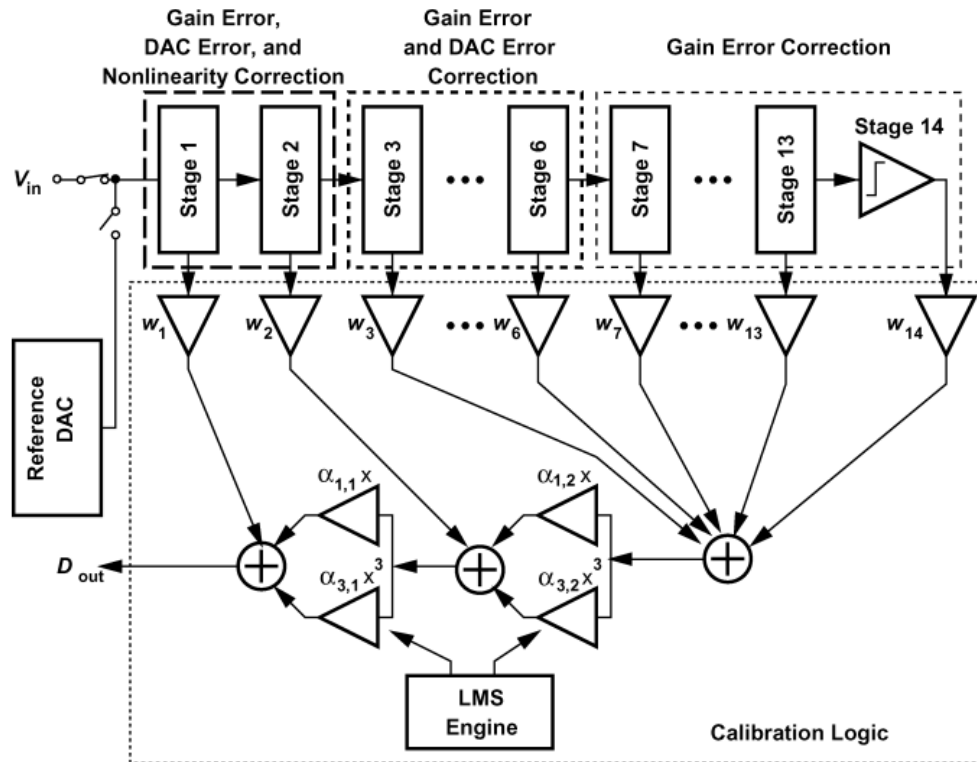 Gain Error,
DAC Error, and
Nonlinearity Correction
Gain Error
and DAC Error
Correction
Gain Error Correction
Stage 1
Stage 2
Stage 3
Stage 6
Stage 7
Stage 13
Stage 14
V in
w 1
w 2
w 3
w 6
w 7
w 13
w 14
Reference
DAC
α 1,1 x
α 3,1 x 3
α 1,2 x
α 3,2 x 3
D out
LMS
Engine
Calibration Logic